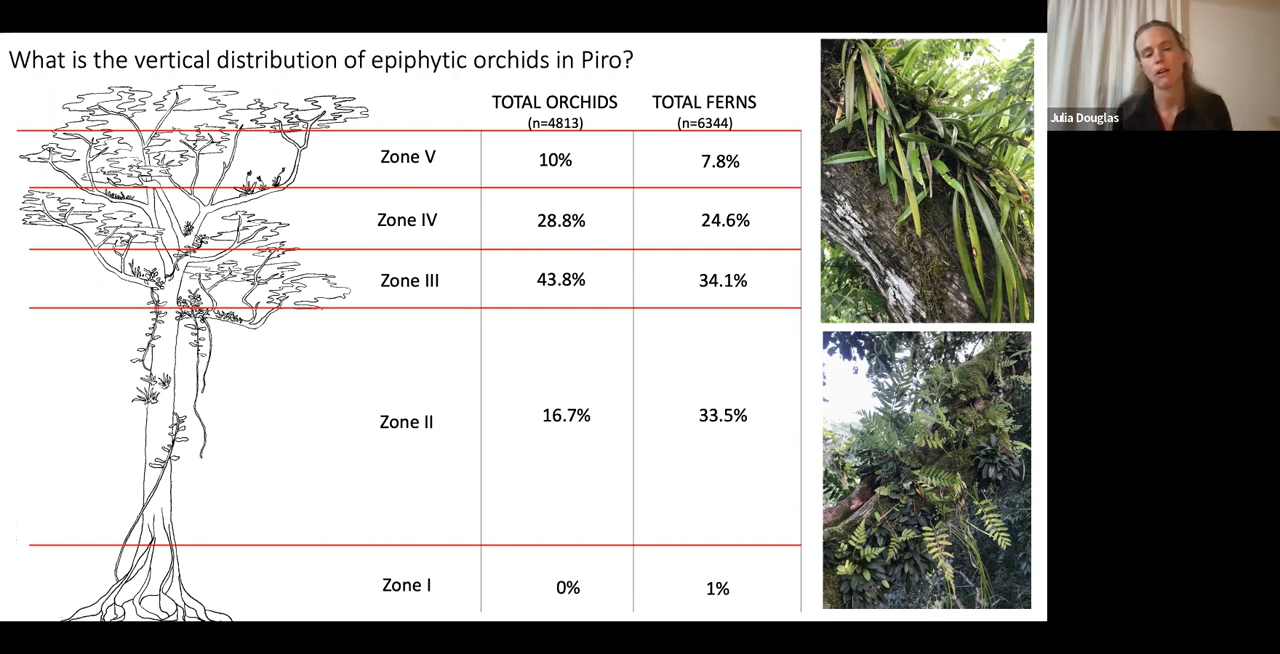 What is the vertical distribution of epiphytic orchids in Piro?
TOTAL ORCHIDS TOTAL FERNS
(n=4813) (n=6344)
Zone V 10% 7.8%
Zone IV 28.8% 24.6%
Zone III 43.8% 34.1%
Zone II 16.7% 33.5%
Zone I 0% 1%
Julia Douglas